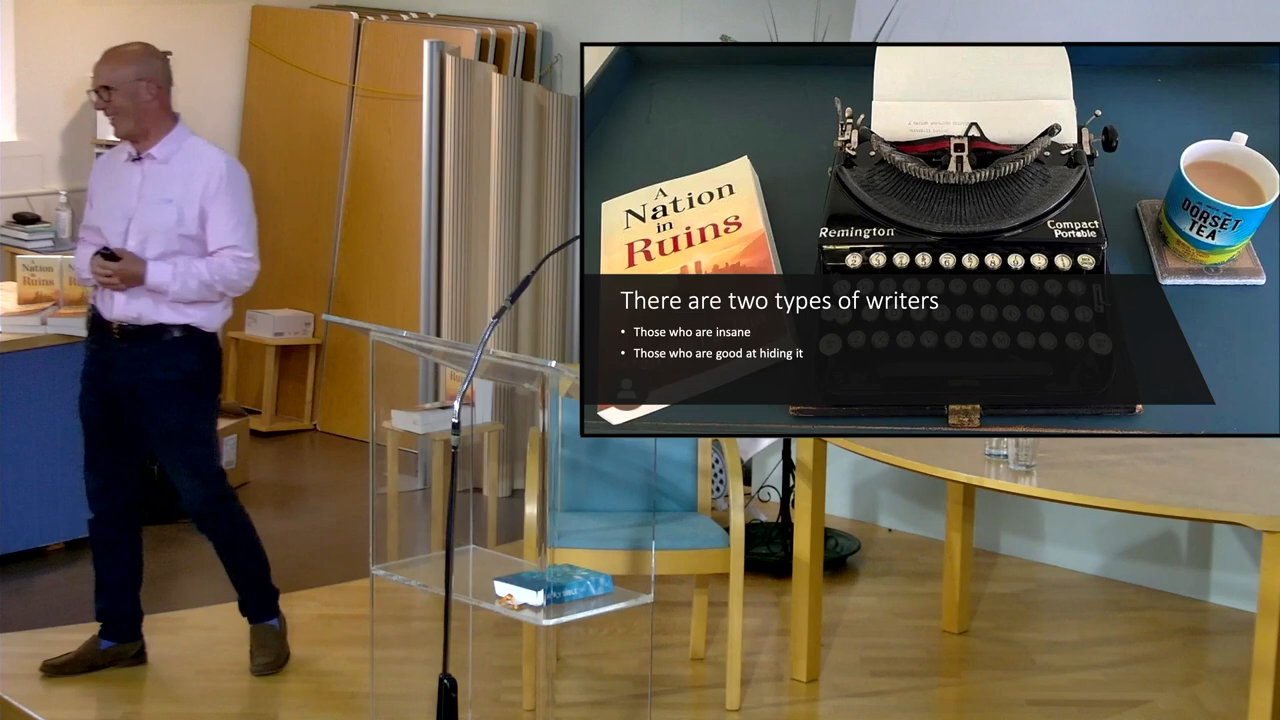 A
Nation
in
Ruins
Remington
Compact
Portable
DORSET
TEA
There are two types of writers
• Those who are insane
• Those who are good at hiding it
Nation
Ruins
Ruins